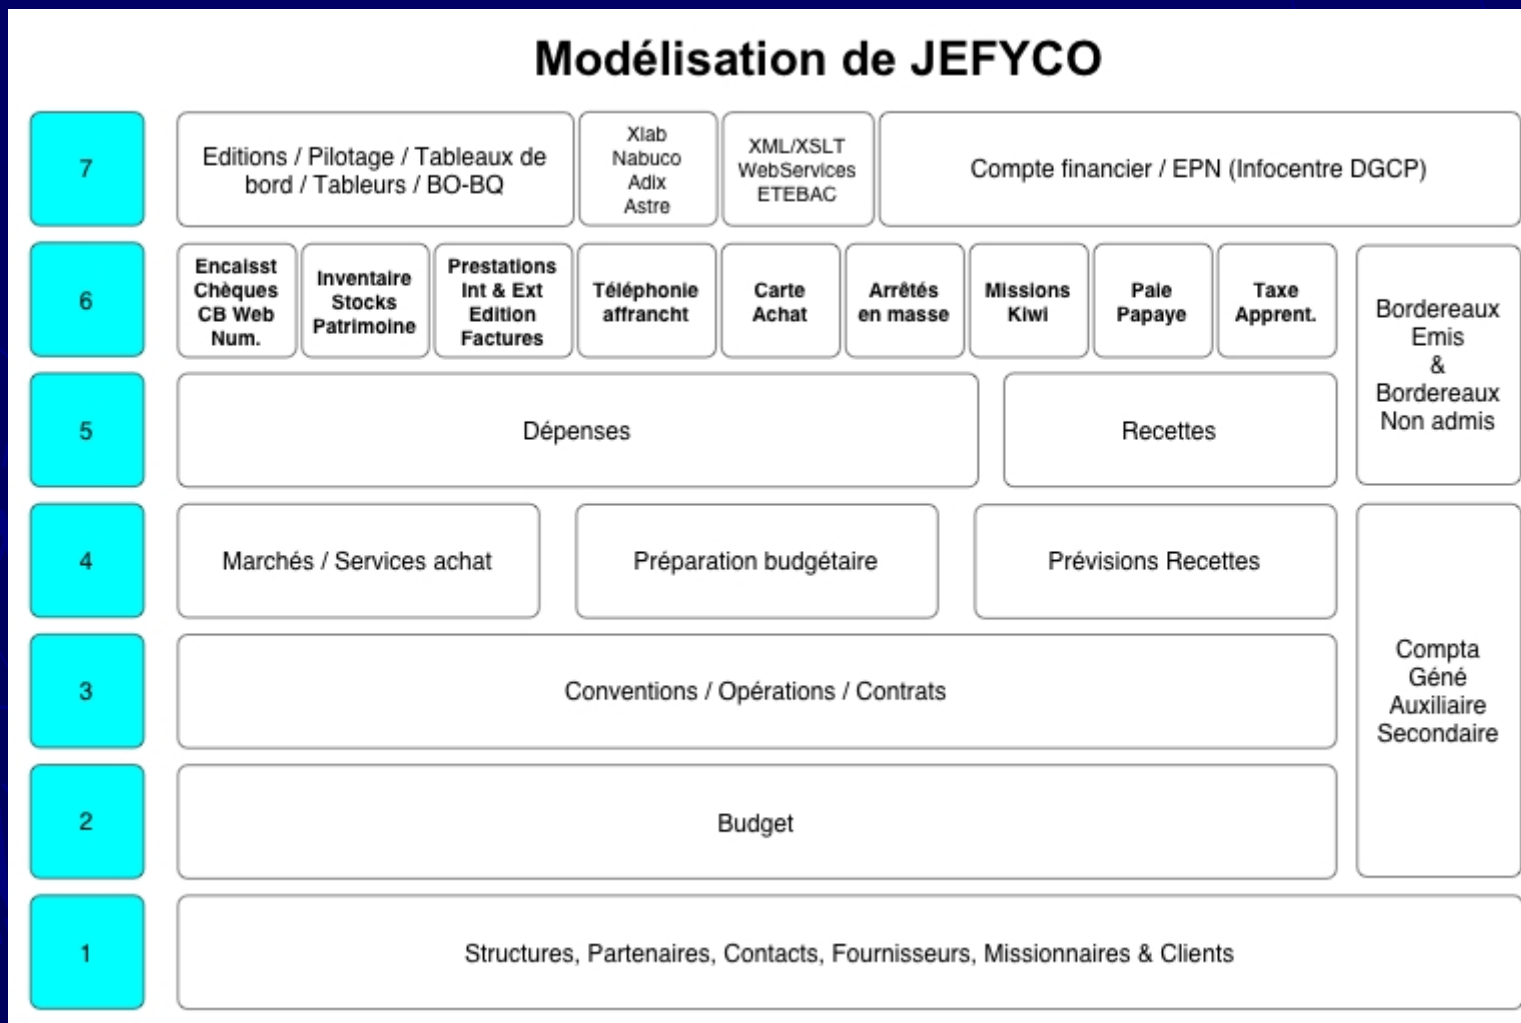 Modélisation de JEFYCO
7
Editions / Pilotage / Tableaux de
bord / Tableurs / BO-BQ
Xlab
Nabuco
Adix
Astre
XML/XSLT
WebServices
ETEBAC
Compte financier / EPN (Infocentre DGCP)
6
Encaisst
Chèques
CB Web
Num.
Inventaire
Stocks
Patrimoine
Prestations
Int & Ext
Edition
Factures
Téléphonie
affrancht
Carte
Achat
Arrêtés
en masse
Missions
Kiwi
Paie
Papaye
Taxe
Apprent.
Bordereaux
Emis
&
Bordereaux
Non admis
5
Dépenses
Recettes
4
Marchés / Services achat
Préparation budgétaire
Prévisions Recettes
Compta
Géné
Auxiliaire
Secondaire
3
Conventions / Opérations / Contrats
2
Budget
1
Structures, Partenaires, Contacts, Fournisseurs, Missionnaires & Clients